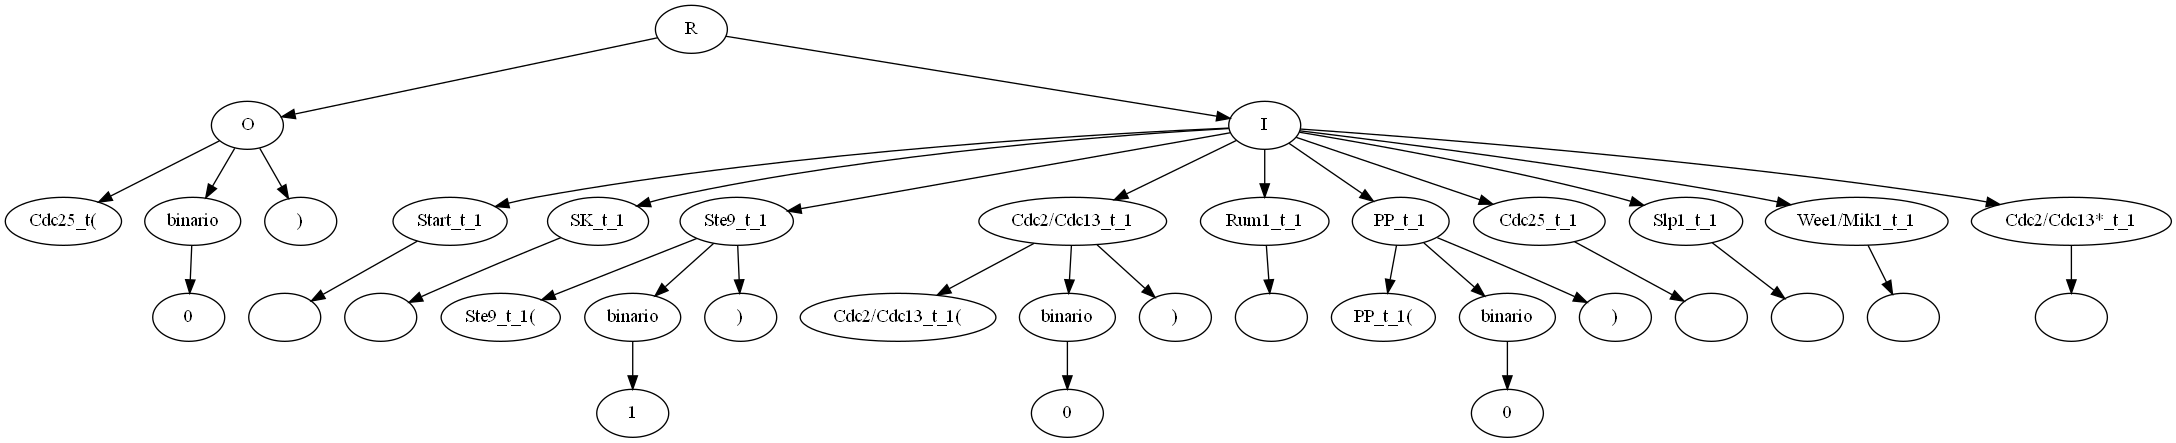 R
O
I
Cdc25_t(
binario
)
Start_t_1
SK_t_1
Ste9_t_1
Cdc2/Cdc13_t_1
Rum1_t_1
PP_t_1
Cdc25_t_1
Slp1_t_1
Wee1/Mik1_t_1
Cdc2/Cdc13*_t_1
0
Ste9_t_1(
binario
)
Cdc2/Cdc13_t_1(
binario
)
PP_t_1(
binario
)
1
0
0